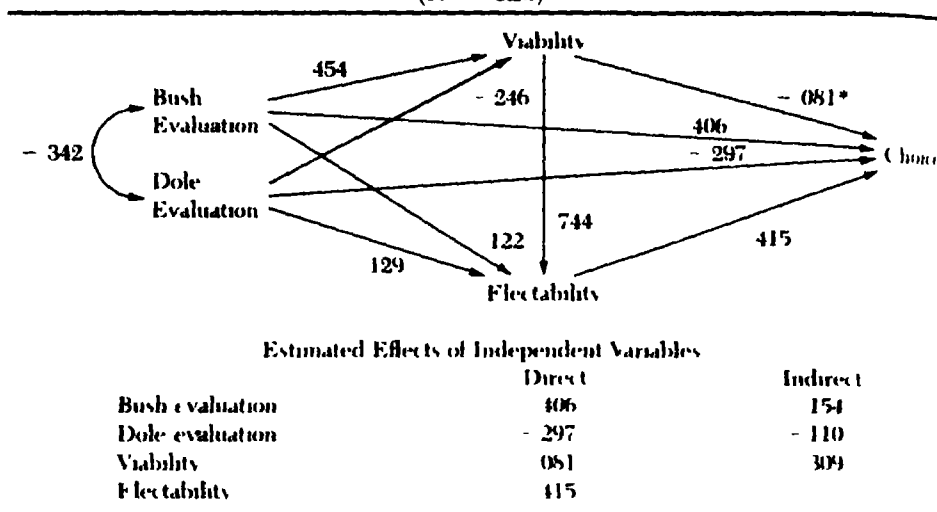 Viability
454
Bush
Evaluation
- 246
- 081*
406
- 297
- 342
Choice
Dole
Evaluation
129
122
744
415
Electability
Estimated Effects of Independent Variables
Direct Indirect
Bush evaluation 406 154
Dole evaluation - 297 - 110
Viability 081 309
Electability 415